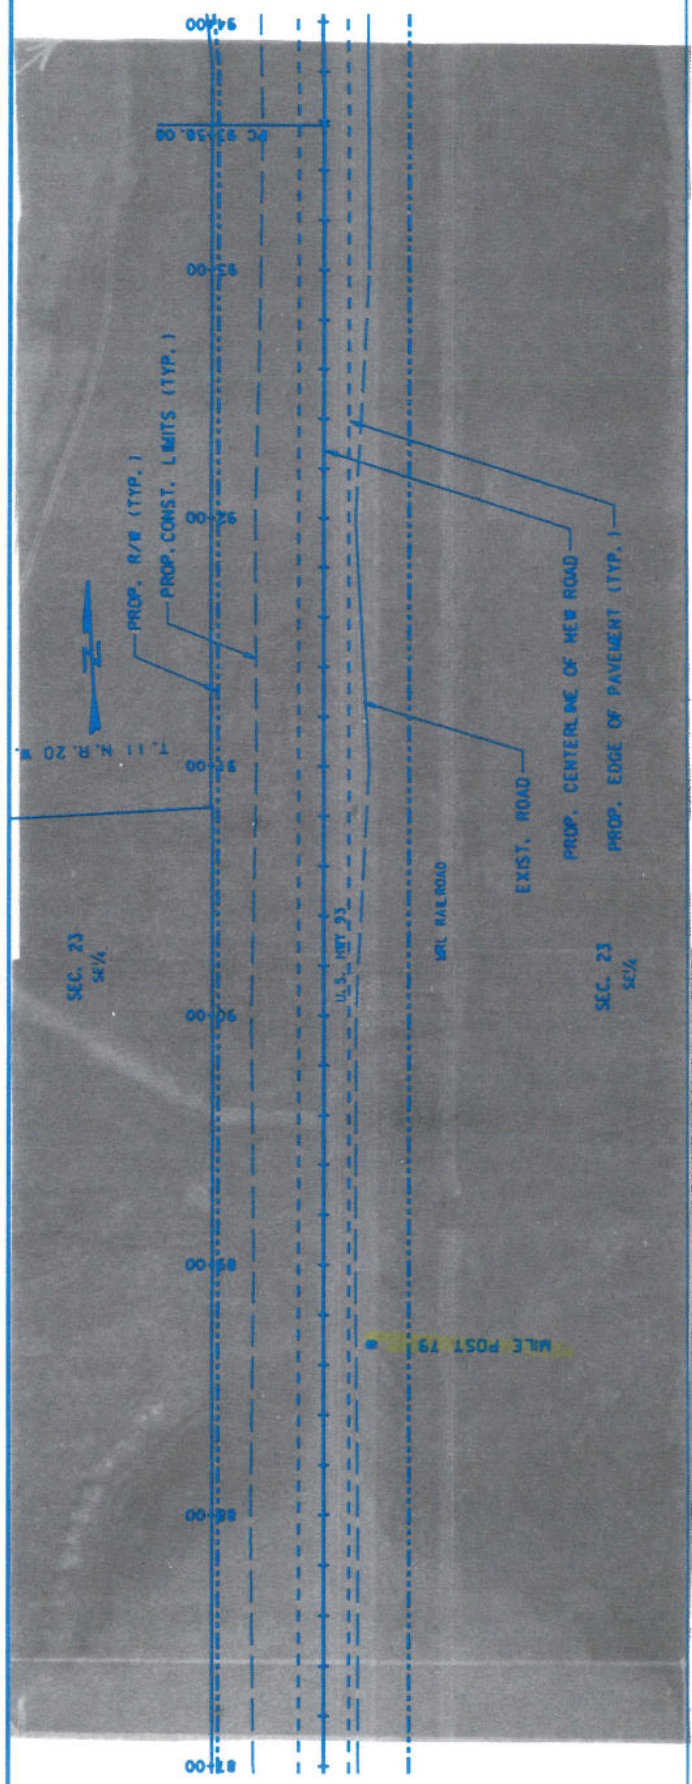 94+00
PC 93+58.08
93+00
PROP. R/W (TYP.)
PROP. CONST. LIMITS (TYP.)
92+00
T. 11 N. R. 20 W.
91+00
PROP. CENTERLINE OF NEW ROAD
PROP. EDGE OF PAVEMENT (TYP.)
EXIST. ROAD
MRL RAILROAD
U.S. HWY 93
SEC. 23
SE¼
SEC. 23
SE¼
90+00
89+00
MILE POST 79
88+00
87+00